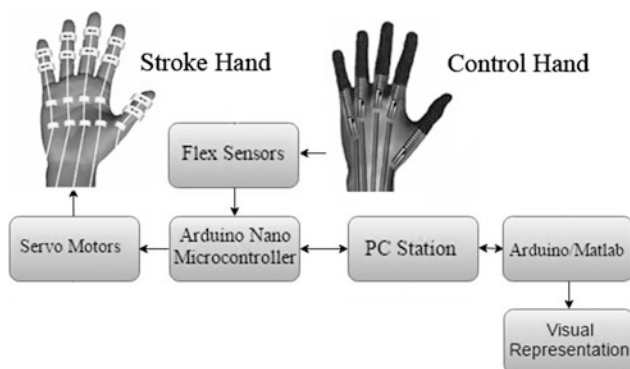 Stroke Hand
Control Hand
Flex Sensors
Servo Motors
Arduino Nano
Microcontroller
PC Station
Arduino/Matlab
Visual
Representation